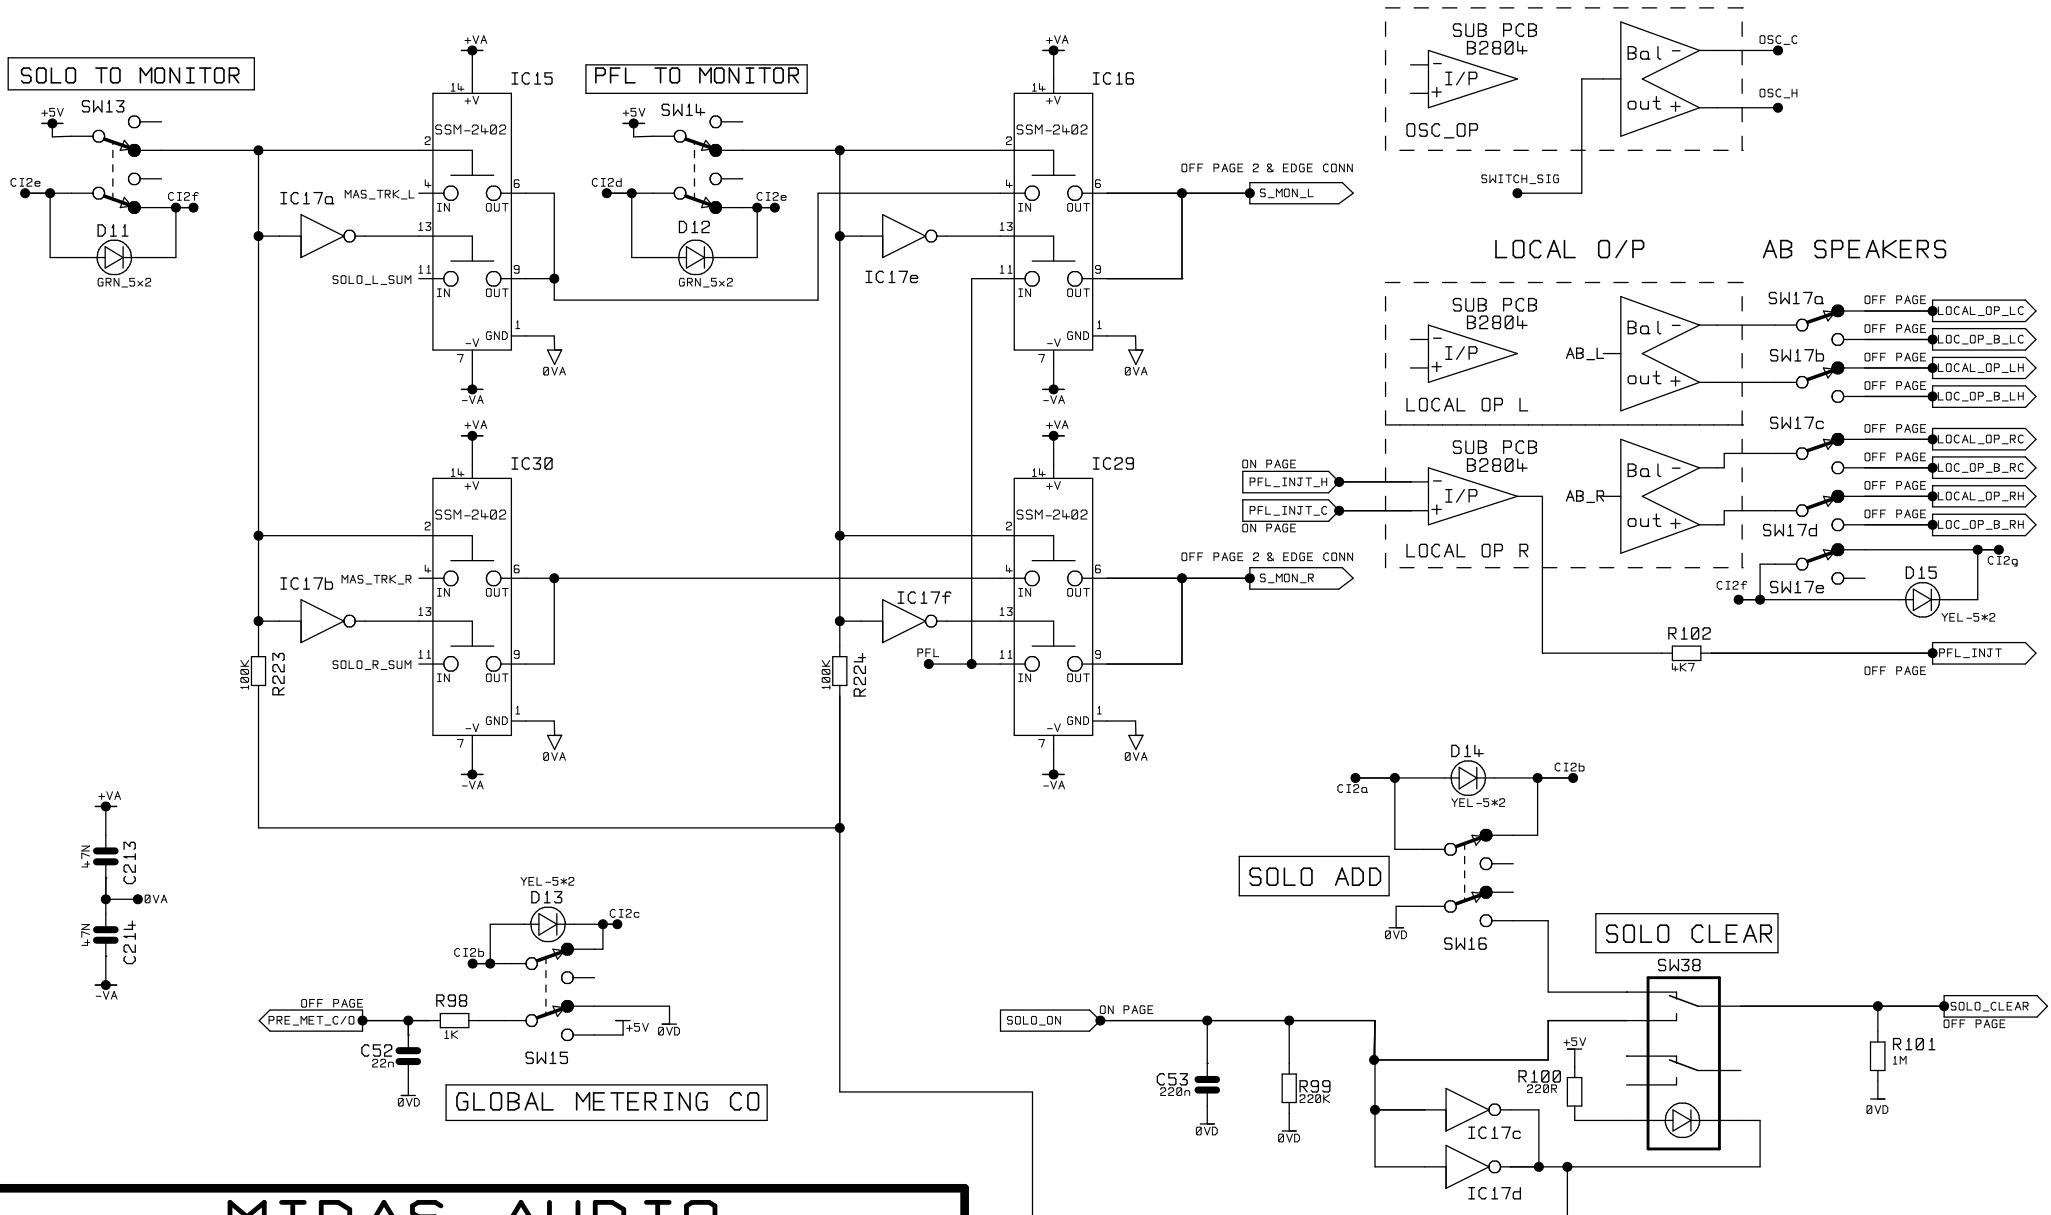 SOLO TO MONITOR
SW13
+5V
CI2e
CI2f
D11
GRN_5x2
IC17a
MAS_TRK_L
SOLO_L_SUM
+VA
IC15
14
+V
SSM-2402
2
4
IN
6
OUT
13
11
IN
9
OUT
1
GND
-V
7
0VA
-VA
PFL TO MONITOR
SW14
+5V
CI2d
CI2e
D12
GRN_5x2
IC17e
+VA
IC16
14
+V
SSM-2402
2
4
IN
6
OUT
13
11
IN
9
OUT
1
GND
-V
7
0VA
-VA
OFF PAGE 2 & EDGE CONN
S_MON_L
SUB PCB
B2804
-
+
I/P
OSC_OP
Bal -
out +
OSC_C
OSC_H
SWITCH_SIG
LOCAL O/P
AB SPEAKERS
SUB PCB
B2804
-
+
I/P
LOCAL OP L
AB_L
Bal -
out +
SW17a
OFF PAGE
LOCAL_OP_LC
OFF PAGE
LOC_OP_B_LC
SW17b
OFF PAGE
LOCAL_OP_LH
OFF PAGE
LOC_OP_B_LH
SUB PCB
B2804
-
+
I/P
LOCAL OP R
AB_R
Bal -
out +
SW17c
OFF PAGE
LOCAL_OP_RC
OFF PAGE
LOC_OP_B_RC
OFF PAGE
LOCAL_OP_RH
SW17d
OFF PAGE
LOC_OP_B_RH
CI2g
CI2f
SW17e
D15
YEL-5*2
R102
4K7
PFL_INJT
OFF PAGE
ON PAGE
PFL_INJT_H
PFL_INJT_C
ON PAGE
+VA
IC30
14
+V
SSM-2402
2
IC17b
MAS_TRK_R
4
IN
6
OUT
13
SOLO_R_SUM
11
IN
9
OUT
1
GND
-V
7
0VA
-VA
100K
R223
+VA
IC29
14
+V
SSM-2402
2
4
IN
6
OUT
IC17f
13
PFL
11
IN
9
OUT
1
GND
-V
7
0VA
-VA
100K
R224
OFF PAGE 2 & EDGE CONN
S_MON_R
+VA
47N
C213
0VA
47N
C214
-VA
YEL-5*2
D13
CI2c
CI2b
OFF PAGE
PRE_MET_C/O
R98
1K
C52
22n
0VD
SW15
+5V
0VD
GLOBAL METERING CO
D14
CI2a
CI2b
YEL-5*2
SOLO ADD
0VD
SW16
SOLO CLEAR
SW38
SOLO_ON
ON PAGE
C53
220n
0VD
R99
220K
0VD
+5V
R100
220R
IC17c
IC17d
SOLO_CLEAR
OFF PAGE
R101
1M
0VD
MIDAS AUDIO